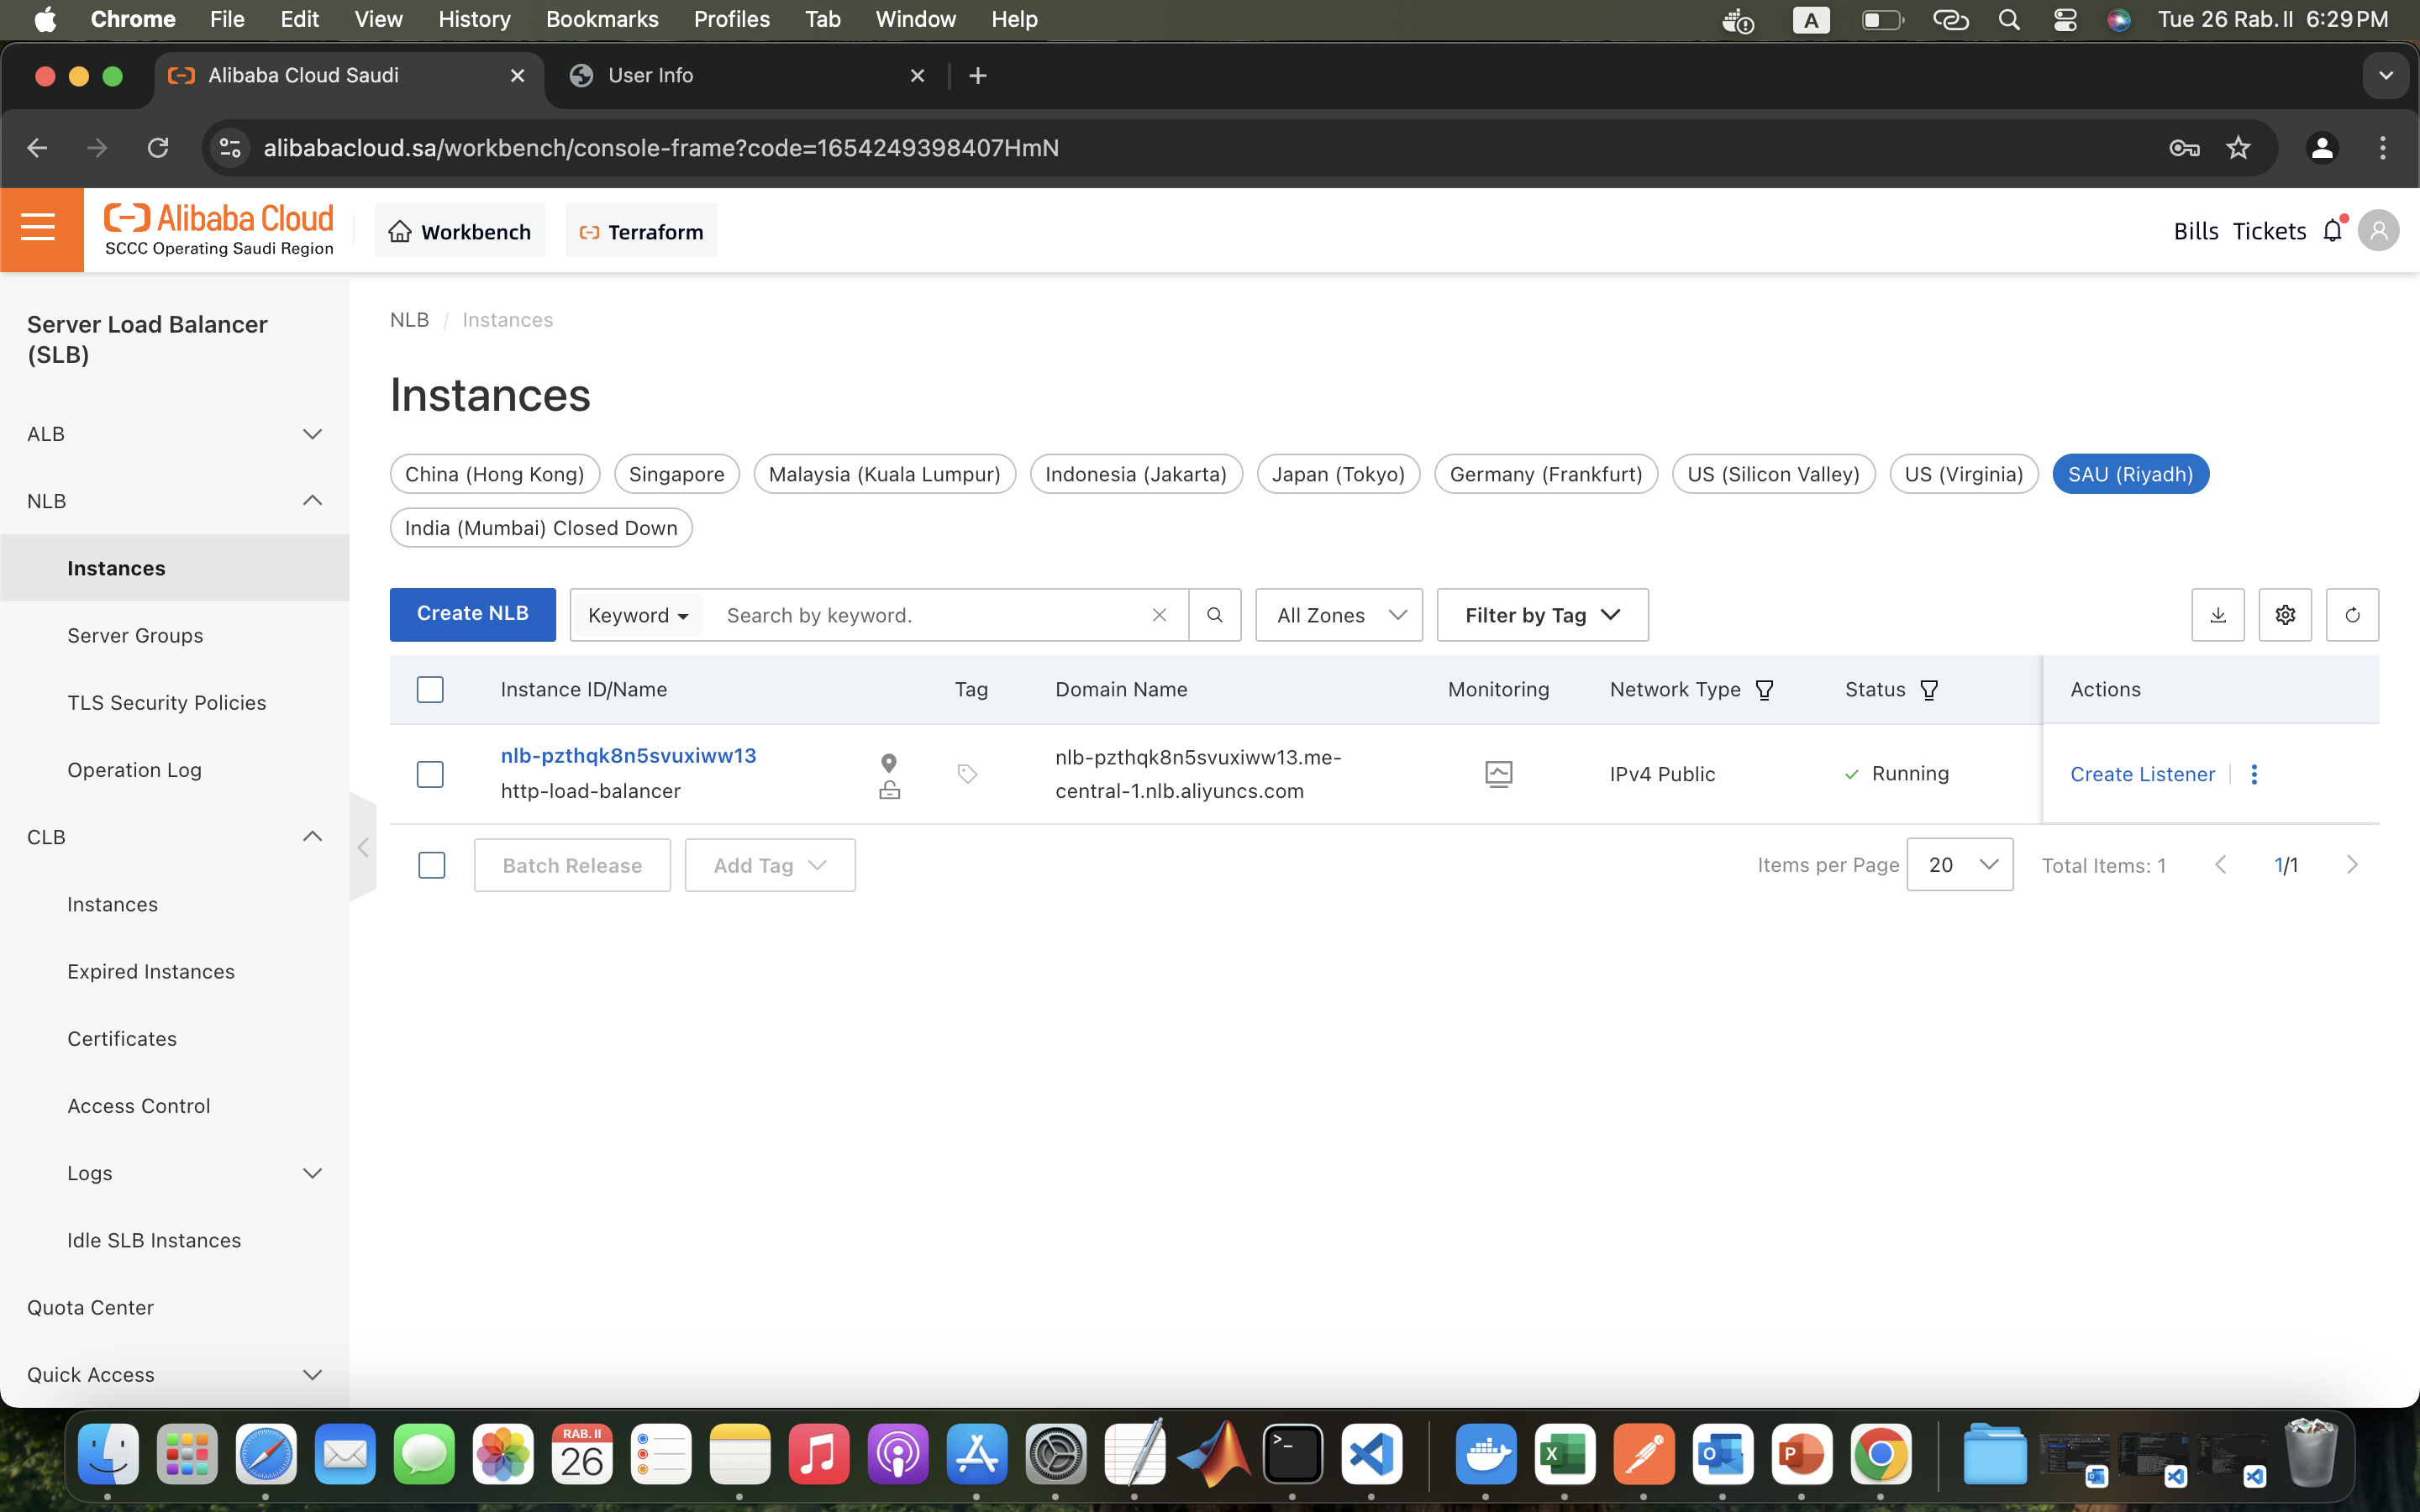 Chrome File Edit View History Bookmarks Profiles Tab Window Help A Tue 26 Rab. II 6:29 PM
Alibaba Cloud Saudi User Info
alibabacloud.sa/workbench/console-frame?code=1654249398407HmN
Alibaba Cloud
SCCC Operating Saudi Region
Workbench Terraform Bills Tickets
Server Load Balancer
(SLB)
ALB
NLB
Instances
Server Groups
TLS Security Policies
Operation Log
CLB
Instances
Expired Instances
Certificates
Access Control
Logs
Idle SLB Instances
Quota Center
Quick Access
NLB / Instances
Instances
China (Hong Kong) Singapore Malaysia (Kuala Lumpur) Indonesia (Jakarta) Japan (Tokyo) Germany (Frankfurt) US (Silicon Valley) US (Virginia) SAU (Riyadh)
India (Mumbai) Closed Down
Create NLB Keyword Search by keyword. All Zones Filter by Tag
Instance ID/Name Tag Domain Name Monitoring Network Type Status Actions
nlb-pzthqk8n5svuxiww13 nlb-pzthqk8n5svuxiww13.me-
http-load-balancer central-1.nlb.aliyuncs.com IPv4 Public Running Create Listener
Batch Release Add Tag Items per Page 20 Total Items: 1 1/1
RAB. II
26